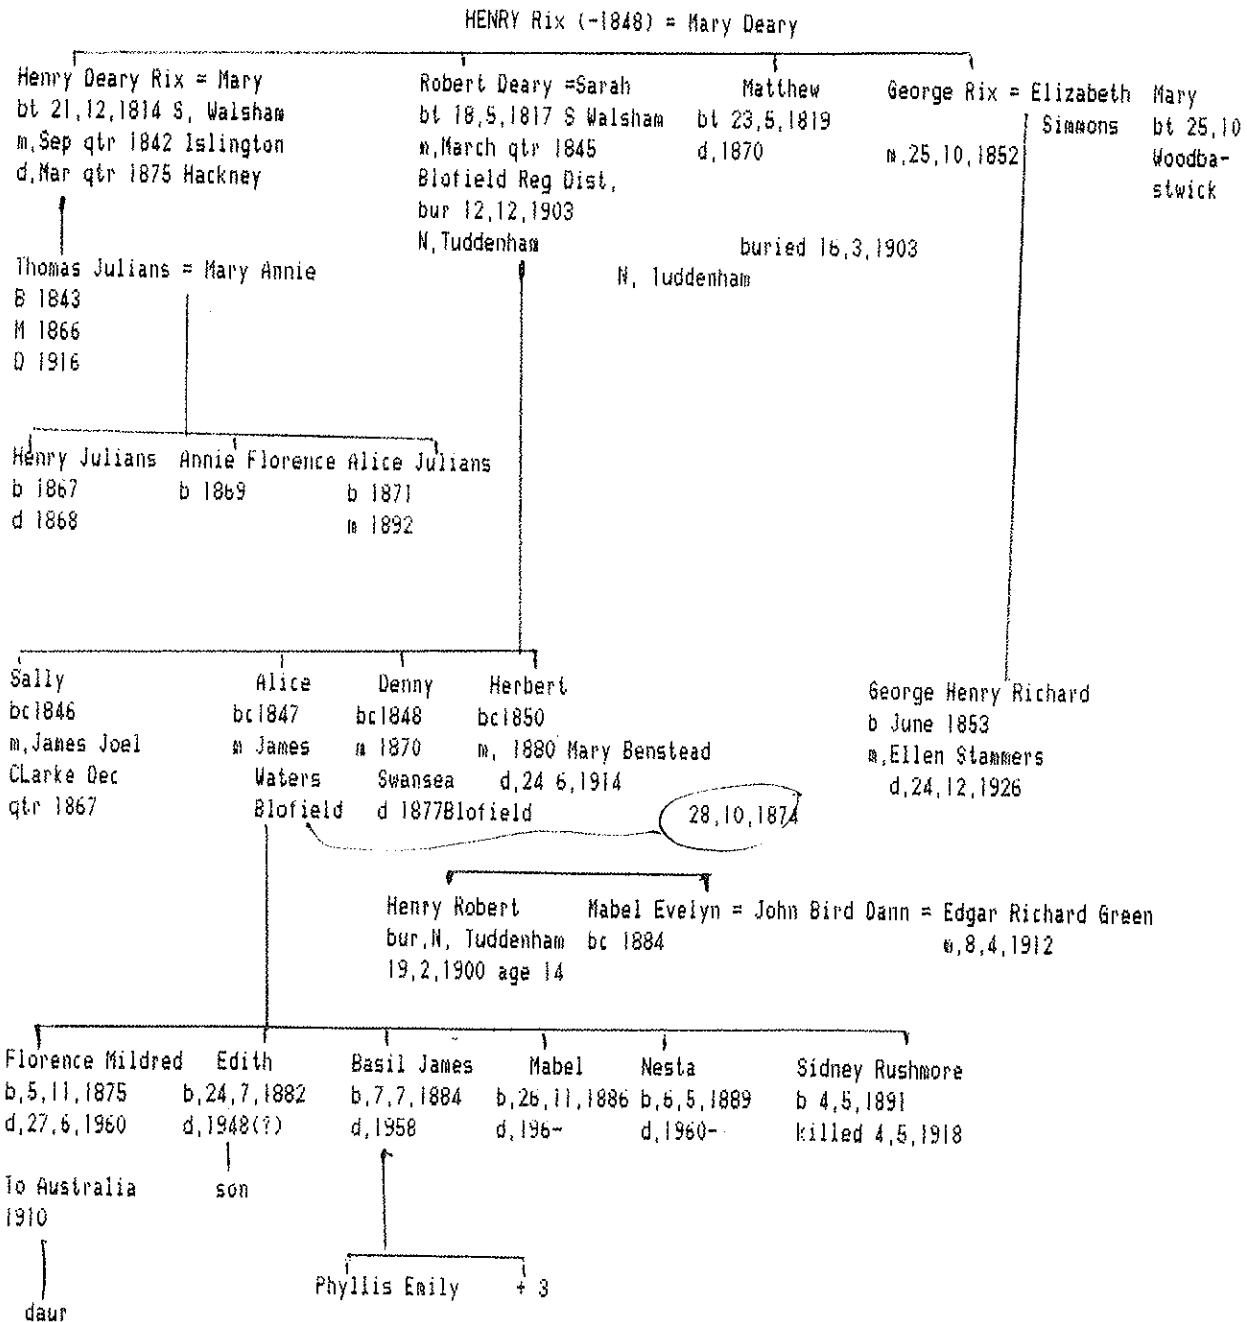 HENRY Rix (-1848) = Mary Deary
Henry Deary Rix = Mary
bt 21,12,1814 S, Walsham
m,Sep qtr 1842 Islington
d,Mar qtr 1875 Hackney
Robert Deary =Sarah
bt 18,5,1817 S Walsham
m,March qtr 1845
Blofield Reg Dist,
bur 12,12,1903
N,Tuddenham
Matthew
bt 23,5,1819
d,1870
George Rix = Elizabeth
Simmons
m,25,10,1852
Mary
bt 25,10
Woodba-
stwick
buried 16,3,1903
N, Tuddenham
Thomas Julians = Mary Annie
B 1843
M 1866
D 1916
Henry Julians
b 1867
d 1868
Annie Florence
b 1869
Alice Julians
b 1871
m 1892
Sally
bc1846
m,James Joel
CLarke Dec
qtr 1867
Alice
bc1847
m James
Waters
Blofield
Denny
bc1848
m 1870
Swansea
d 1877Blofield
Herbert
bc1850
m, 1880 Mary Benstead
d,24 6,1914
28,10,1874
George Henry Richard
b June 1853
m,Ellen Stammers
d,24,12,1926
Henry Robert
bur,N, Tuddenham
19,2,1900 age 14
Mabel Evelyn = John Bird Dann = Edgar Richard Green
bc 1884
m,8,4,1912
Florence Mildred
b,5,11,1875
d,27,6,1960
To Australia
1910
daur
Edith
b,24,7,1882
d,1948(?)
son
Basil James
b,7,7,1884
d,1958
Mabel
b,26,11,1886
d,196-
Nesta
b,6,5,1889
d,1960-
Sidney Rushmore
b 4,5,1891
killed 4,5,1918
Phyllis Emily + 3